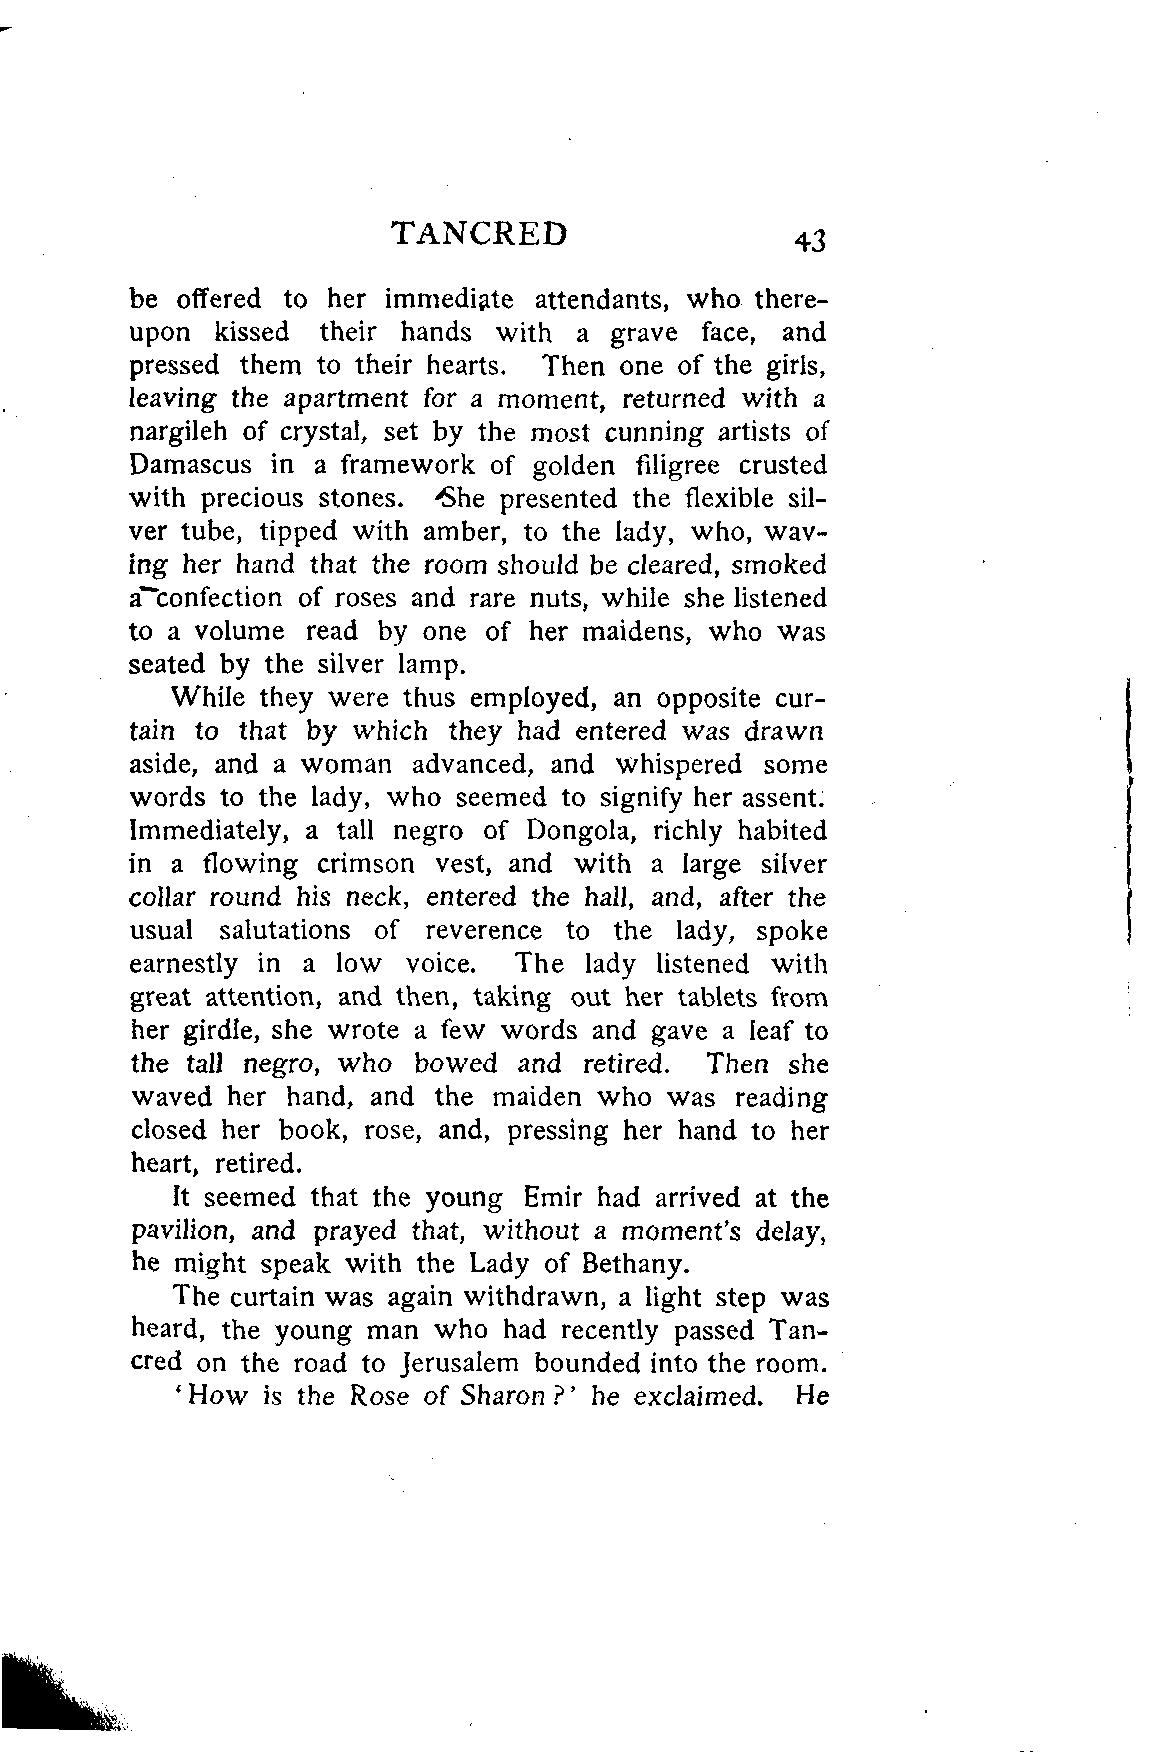 TANCRED 43
be offered to her immediate attendants, who there-
upon kissed their hands with a grave face, and
pressed them to their hearts. Then one of the girls,
leaving the apartment for a moment, returned with a
nargileh of crystal, set by the most cunning artists of
Damascus in a framework of golden filigree crusted
with precious stones. She presented the flexible sil-
ver tube, tipped with amber, to the lady, who, wav-
ing her hand that the room should be cleared, smoked
a confection of roses and rare nuts, while she listened
to a volume read by one of her maidens, who was
seated by the silver lamp.
While they were thus employed, an opposite cur-
tain to that by which they had entered was drawn
aside, and a woman advanced, and whispered some
words to the lady, who seemed to signify her assent.
Immediately, a tall negro of Dongola, richly habited
in a flowing crimson vest, and with a large silver
collar round his neck, entered the hall, and, after the
usual salutations of reverence to the lady, spoke
earnestly in a low voice. The lady listened with
great attention, and then, taking out her tablets from
her girdle, she wrote a few words and gave a leaf to
the tall negro, who bowed and retired. Then she
waved her hand, and the maiden who was reading
closed her book, rose, and, pressing her hand to her
heart, retired.
It seemed that the young Emir had arrived at the
pavilion, and prayed that, without a moment's delay,
he might speak with the Lady of Bethany.
The curtain was again withdrawn, a light step was
heard, the young man who had recently passed Tan-
cred on the road to Jerusalem bounded into the room.
‘How is the Rose of Sharon?’ he exclaimed. He